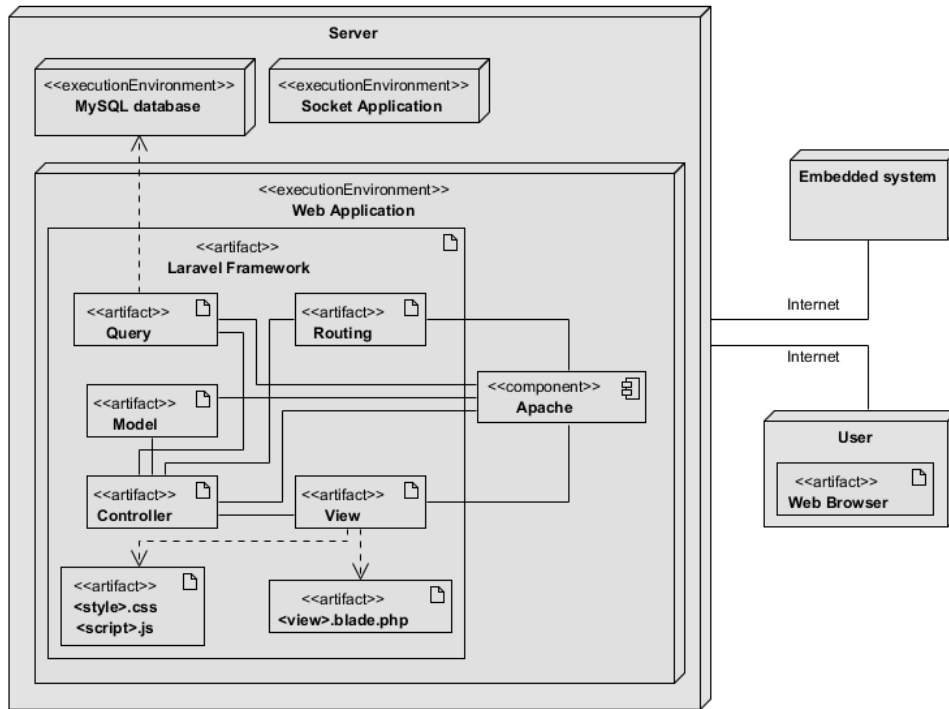 Server
<<executionEnvironment>>
MySQL database
<<executionEnvironment>>
Socket Application
<<executionEnvironment>>
Web Application
<<artifact>>
Laravel Framework
<<artifact>>
Query
<<artifact>>
Routing
<<component>>
Apache
<<artifact>>
Model
<<artifact>>
Controller
<<artifact>>
View
<<artifact>>
<style>.css
<script>.js
<<artifact>>
<view>.blade.php
Embedded system
Internet
Internet
User
<<artifact>>
Web Browser